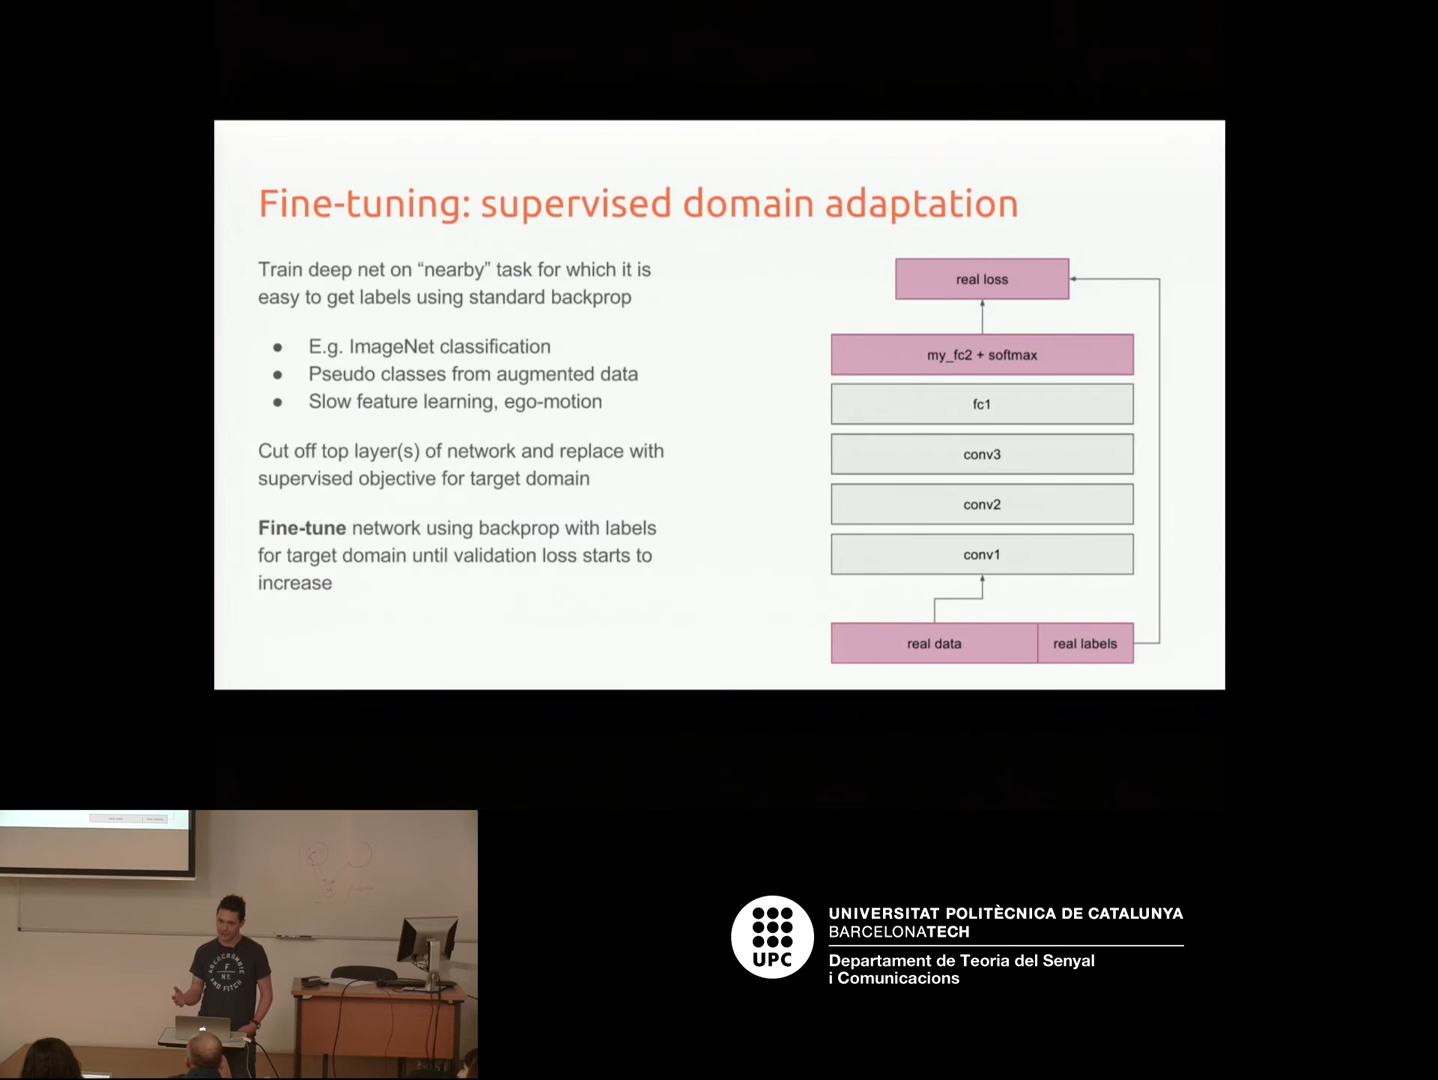 Fine-tuning: supervised domain adaptation
Train deep net on “nearby” task for which it is
easy to get labels using standard backprop
● E.g. ImageNet classification
● Pseudo classes from augmented data
● Slow feature learning, ego-motion
Cut off top layer(s) of network and replace with
supervised objective for target domain
Fine-tune network using backprop with labels
for target domain until validation loss starts to
increase
real loss
my_fc2 + softmax
fc1
conv3
conv2
conv1
real data
real labels
ABERCROMBIE
F
N.Y.
AND FITCH
UPC
UNIVERSITAT POLITÈCNICA DE CATALUNYA
BARCELONATECH
Departament de Teoria del Senyal
i Comunicacions